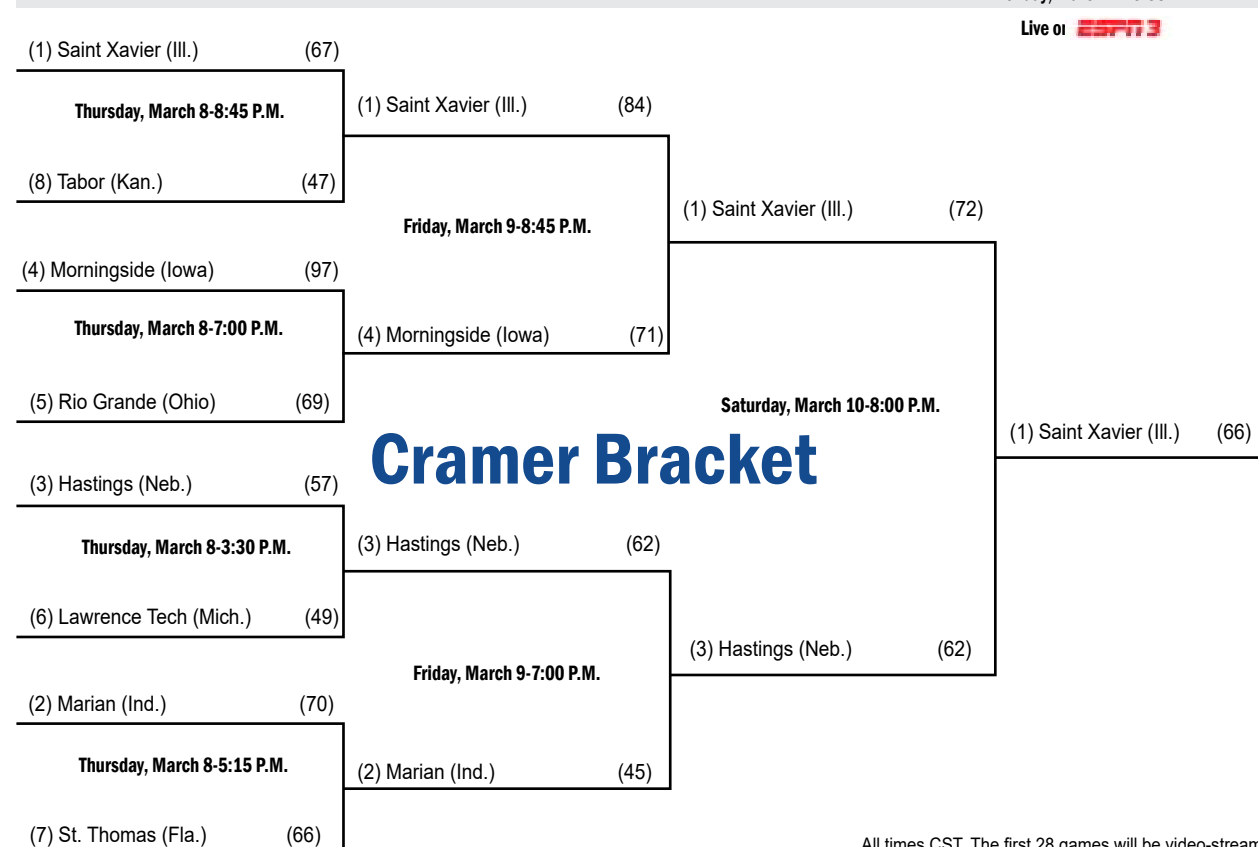 Live on ESPN 3
(1) Saint Xavier (Ill.) (67)
Thursday, March 8-8:45 P.M.
(8) Tabor (Kan.) (47)
(1) Saint Xavier (Ill.) (84)
Friday, March 9-8:45 P.M.
(4) Morningside (Iowa) (97)
Thursday, March 8-7:00 P.M.
(5) Rio Grande (Ohio) (69)
(4) Morningside (Iowa) (71)
(1) Saint Xavier (Ill.) (72)
Saturday, March 10-8:00 P.M.
(1) Saint Xavier (Ill.) (66)
Cramer Bracket
(3) Hastings (Neb.) (57)
Thursday, March 8-3:30 P.M.
(6) Lawrence Tech (Mich.) (49)
(3) Hastings (Neb.) (62)
Friday, March 9-7:00 P.M.
(3) Hastings (Neb.) (62)
(2) Marian (Ind.) (70)
Thursday, March 8-5:15 P.M.
(7) St. Thomas (Fla.) (66)
(2) Marian (Ind.) (45)
All times CST. The first 28 games will be video-stream